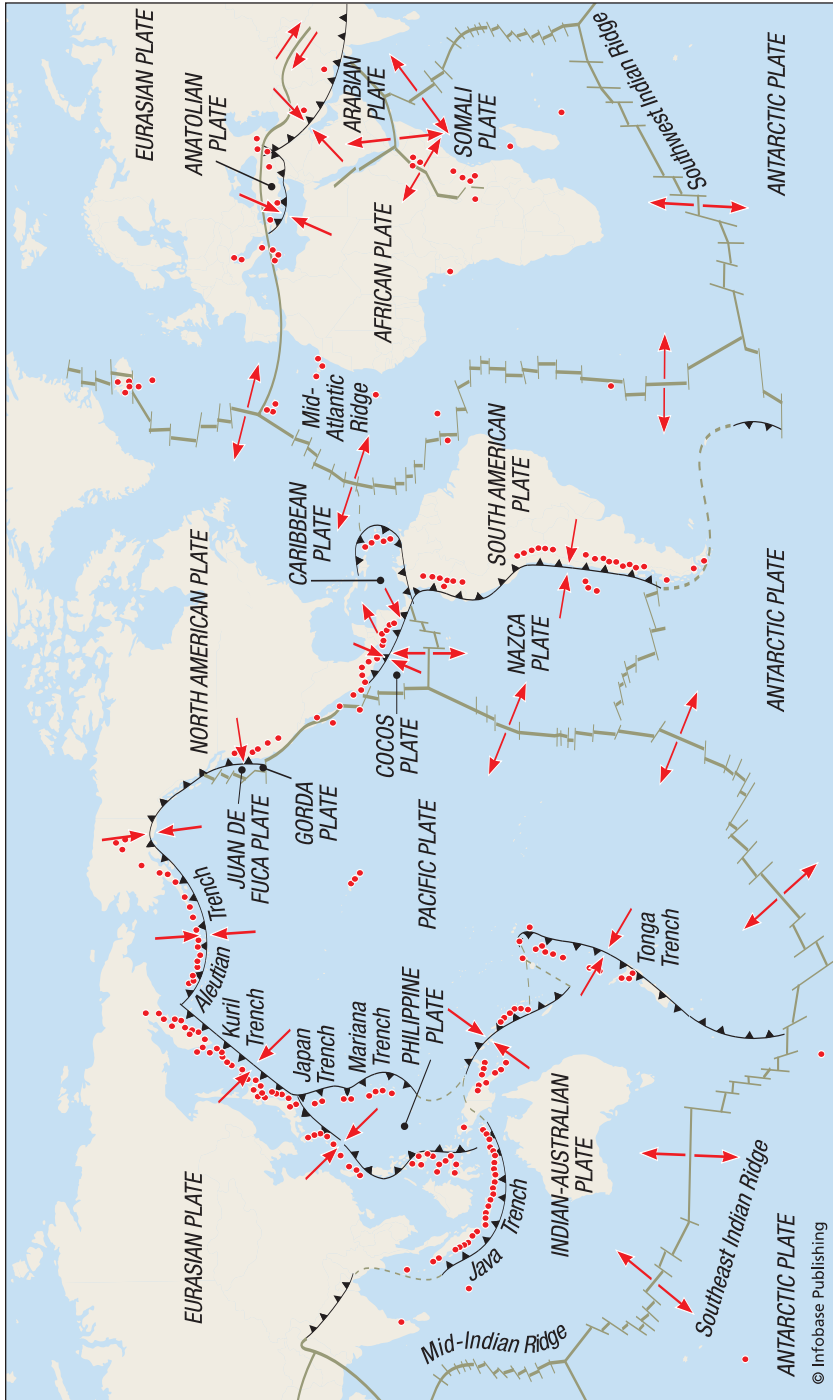 EURASIAN PLATE
NORTH AMERICAN PLATE
EURASIAN PLATE
ANATOLIAN
PLATE
Aleutian
Trench
JUAN DE
FUCA PLATE
GORDA
PLATE
CARIBBEAN
PLATE
Mid-
Atlantic
Ridge
ARABIAN
PLATE
Kuril
Trench
Japan
Trench
Mariana
Trench
PHILIPPINE
PLATE
PACIFIC PLATE
COCOS
PLATE
AFRICAN PLATE
SOMALI
PLATE
Java
Trench
Mid-Indian Ridge
INDIAN-AUSTRALIAN
PLATE
Tonga
Trench
NAZCA
PLATE
SOUTH AMERICAN
PLATE
Southwest Indian Ridge
Southeast Indian Ridge
ANTARCTIC PLATE
ANTARCTIC PLATE
ANTARCTIC PLATE
© Infobase Publishing